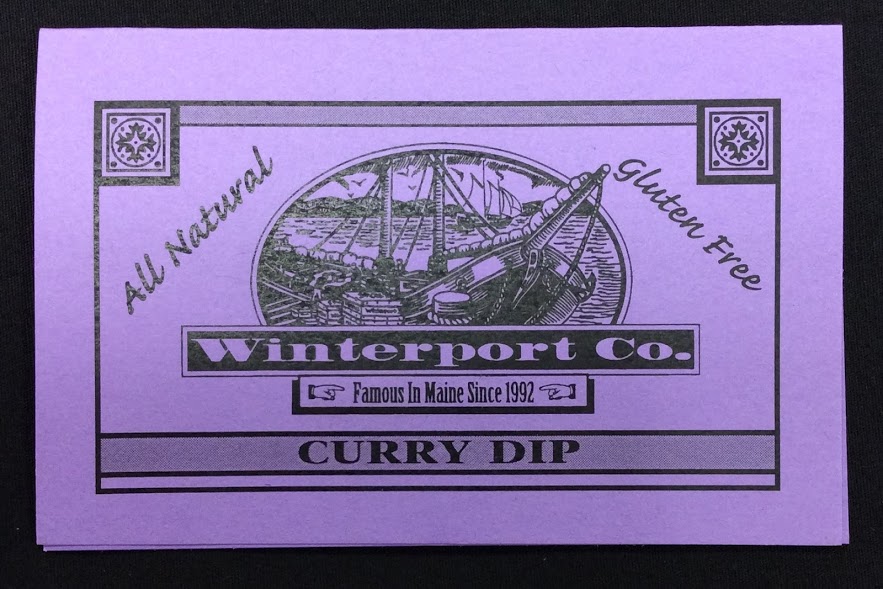 All Natural
Gluten Free
Winterport Co.
Famous In Maine Since 1992
CURRY DIP